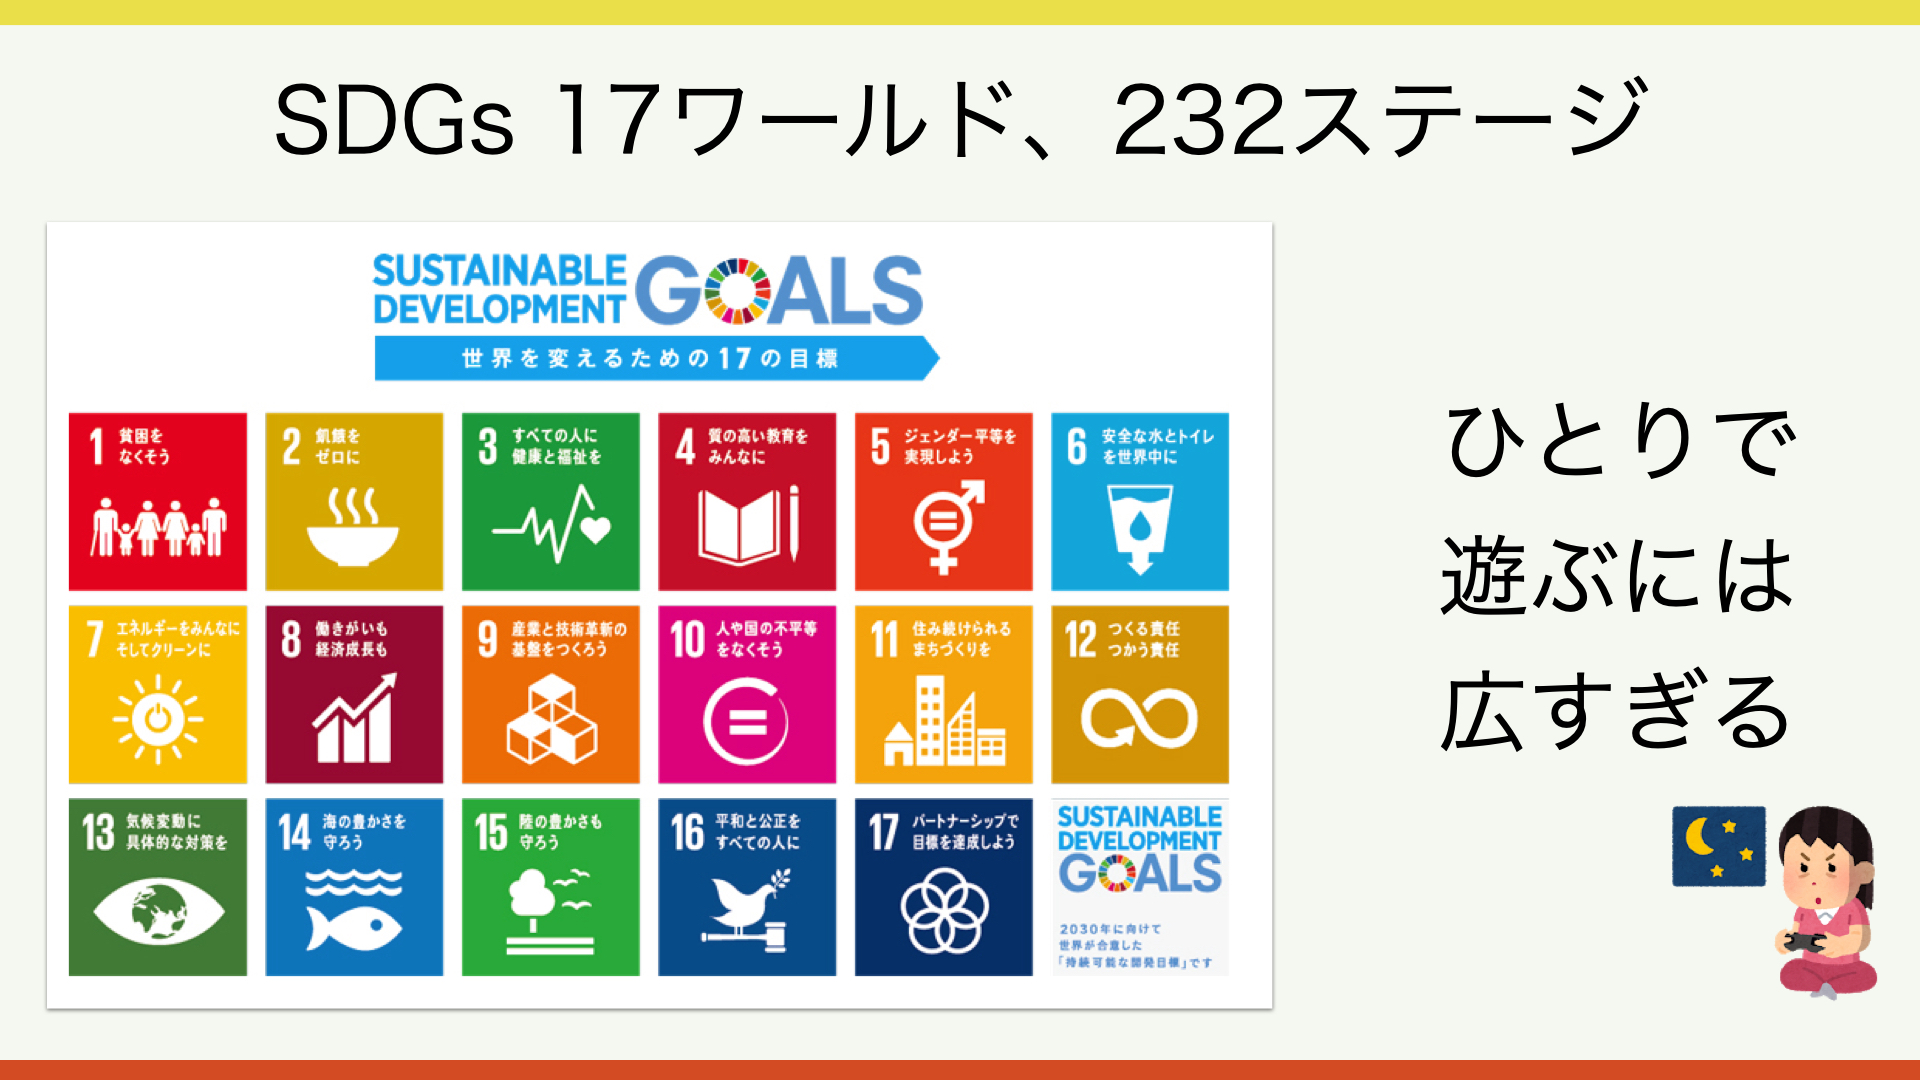 SDGs 17ワールド、232ステージ
SUSTAINABLE
DEVELOPMENT
GOALS
世界を変えるための17の目標
1 貧困を
なくそう
2 飢餓を
ゼロに
3 すべての人に
健康と福祉を
4 質の高い教育を
みんなに
5 ジェンダー平等を
実現しよう
6 安全な水とトイレ
を世界中に
7 エネルギーをみんなに
そしてクリーンに
8 働きがいも
経済成長も
9 産業と技術革新の
基盤をつくろう
10 人や国の不平等
をなくそう
11 住み続けられる
まちづくりを
12 つくる責任
つかう責任
13 気候変動に
具体的な対策を
14 海の豊かさを
守ろう
15 陸の豊かさも
守ろう
16 平和と公正を
すべての人に
17 パートナーシップで
目標を達成しよう
SUSTAINABLE
DEVELOPMENT
GOALS
2030年に向けて
世界が合意した
「持続可能な開発目標」です
ひとりで
遊ぶには
広すぎる